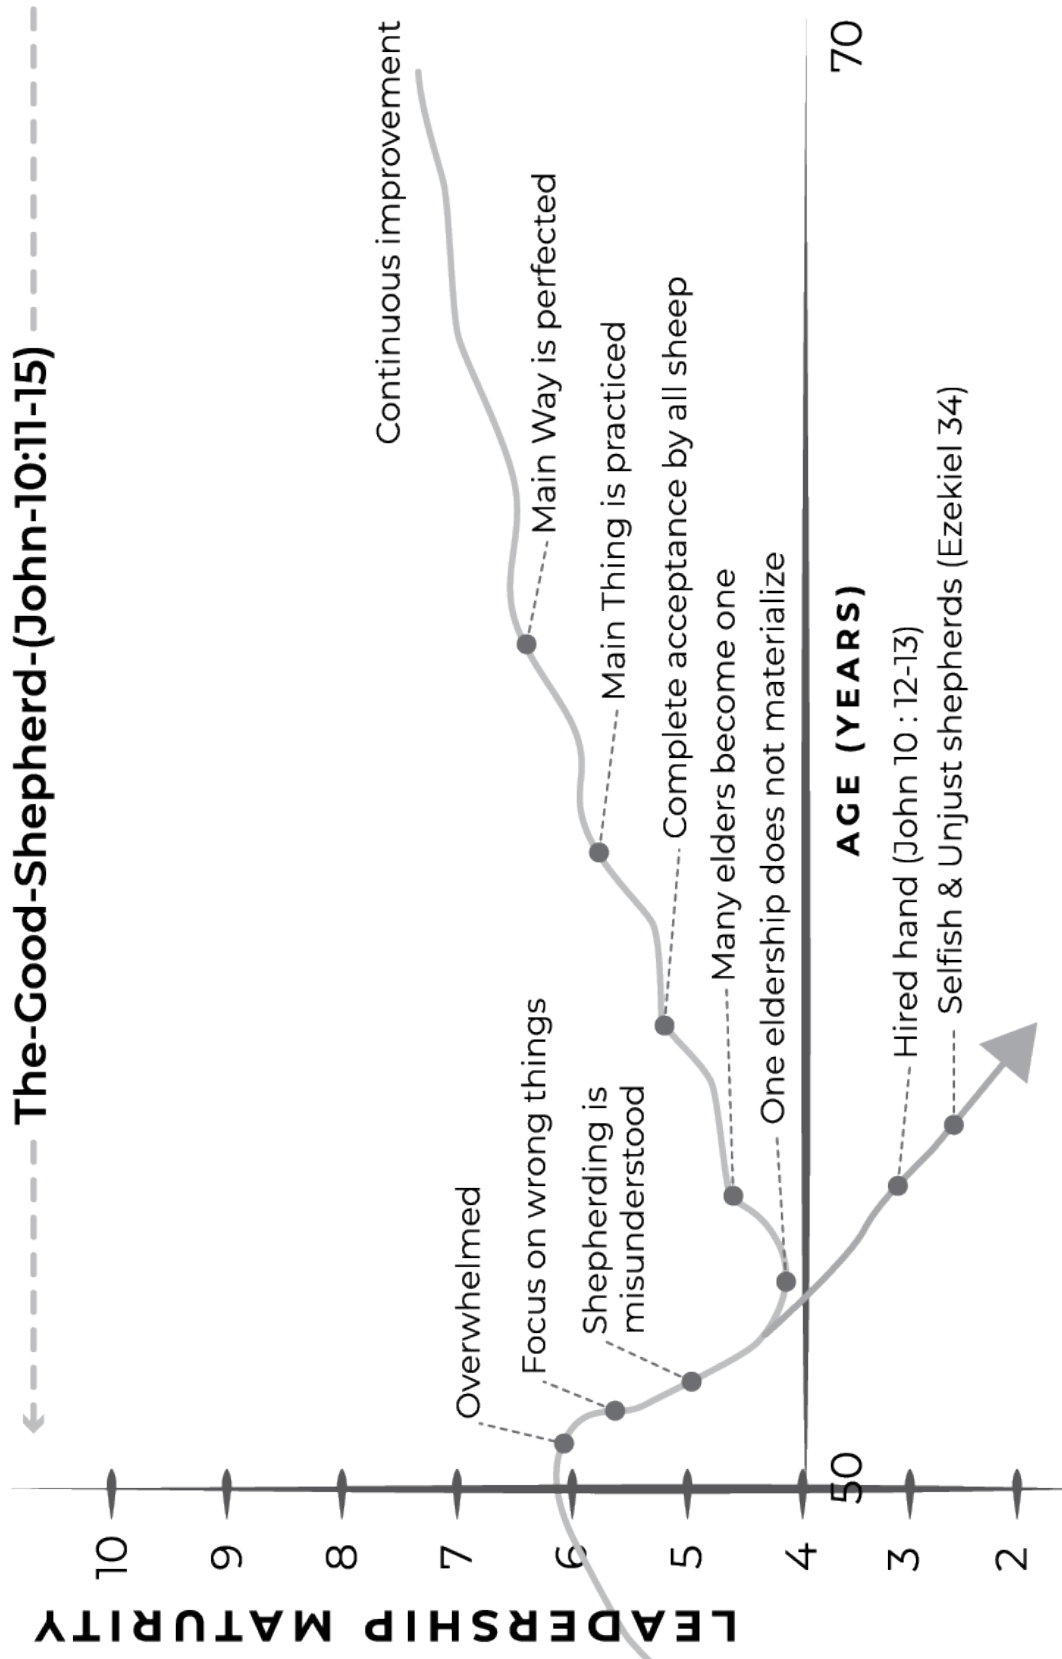 The-Good-Shepherd-(John-10:11-15)
Continuous improvement
Main Way is perfected
Main Thing is practiced
Complete acceptance by all sheep
Many elders become one
One eldership does not materialize
Overwhelmed
Focus on wrong things
Shepherding is
misunderstood
Hired hand (John 10 : 12-13)
Selfish & Unjust shepherds (Ezekiel 34)
AGE (YEARS)
50
70
LEADERSHIP MATURITY
10
9
8
7
6
5
4
3
2